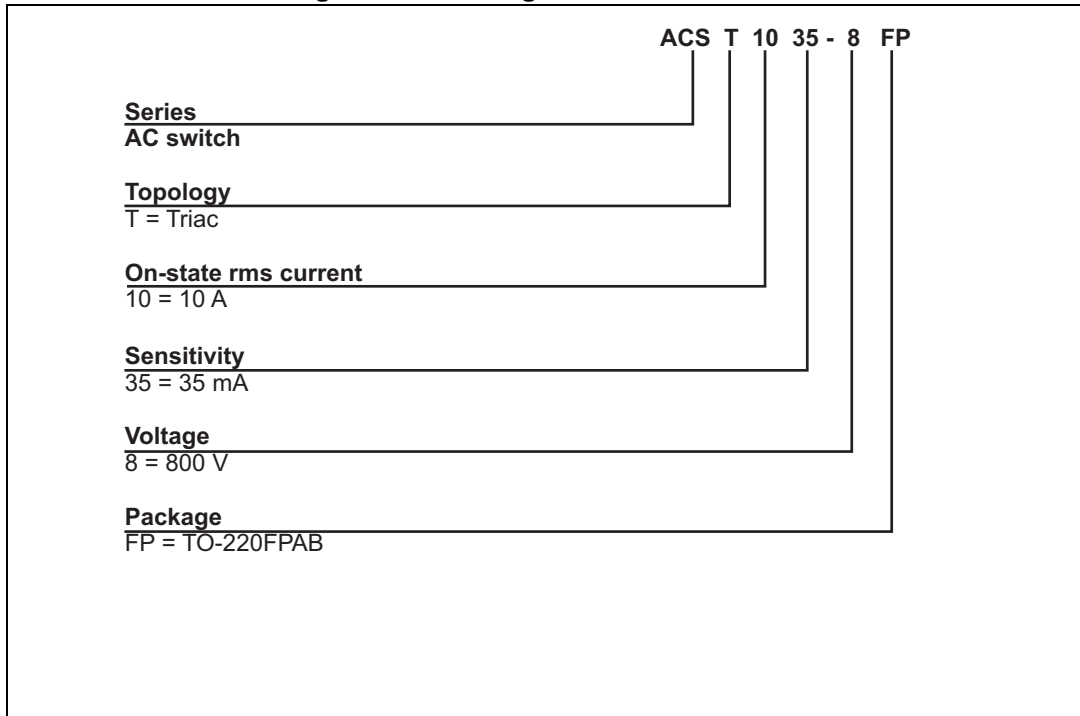 ACS T 10 35 - 8 FP
Series
AC switch
Topology
T = Triac
On-state rms current
10 = 10 A
Sensitivity
35 = 35 mA
Voltage
8 = 800 V
Package
FP = TO-220FPAB